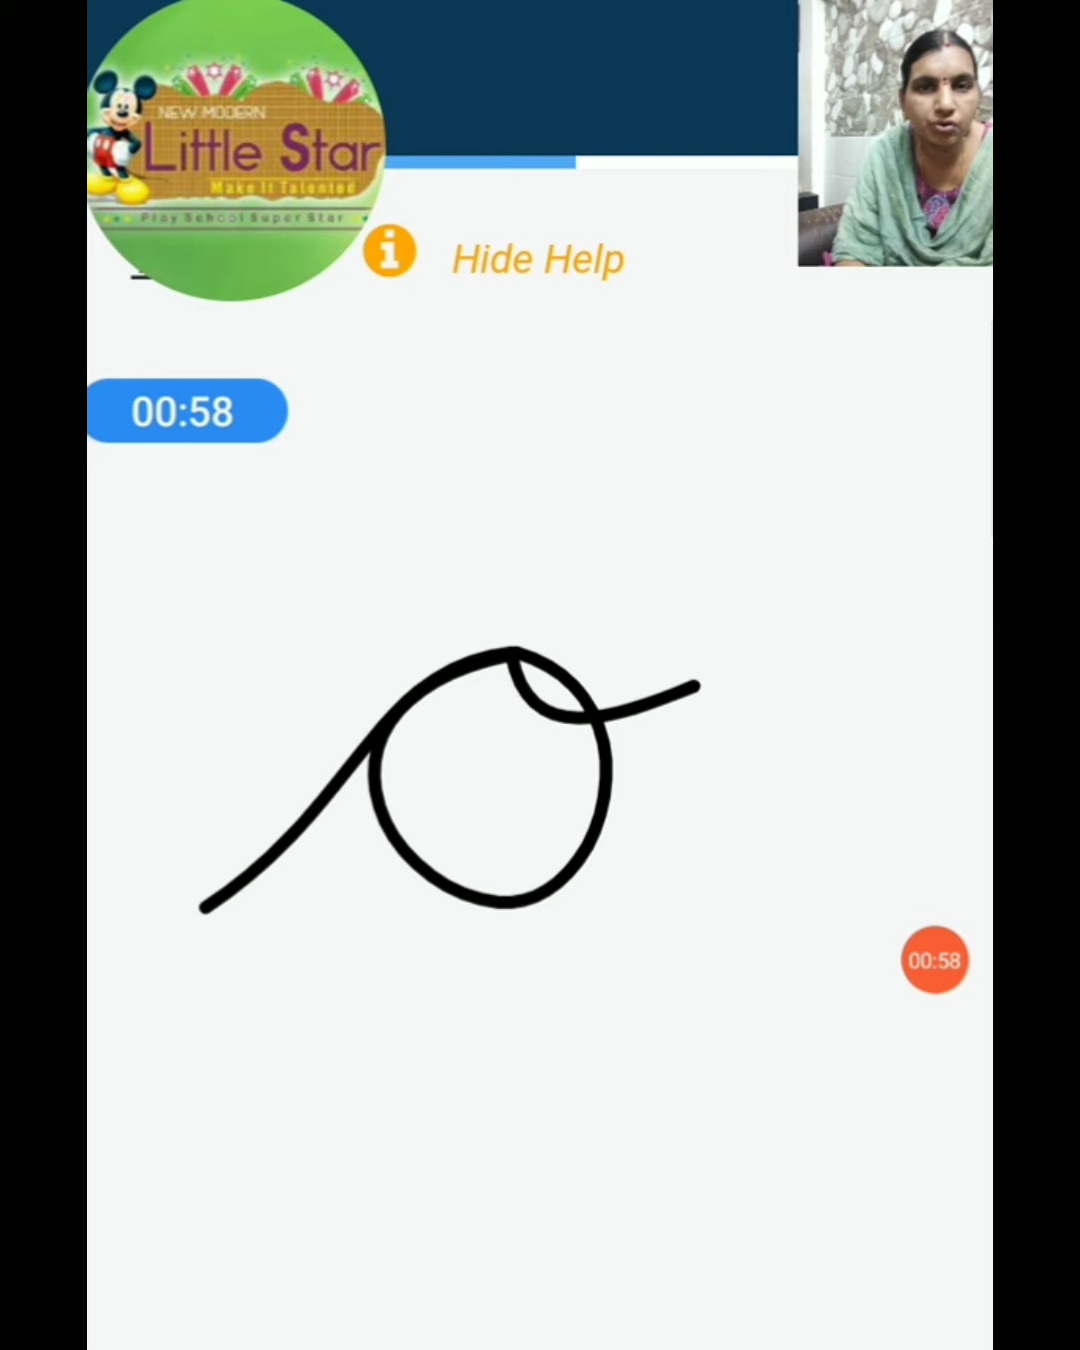 NEW MODERN
Little Star
Make It Talented
Play School Super Star
Hide Help
00:58
o
00:58